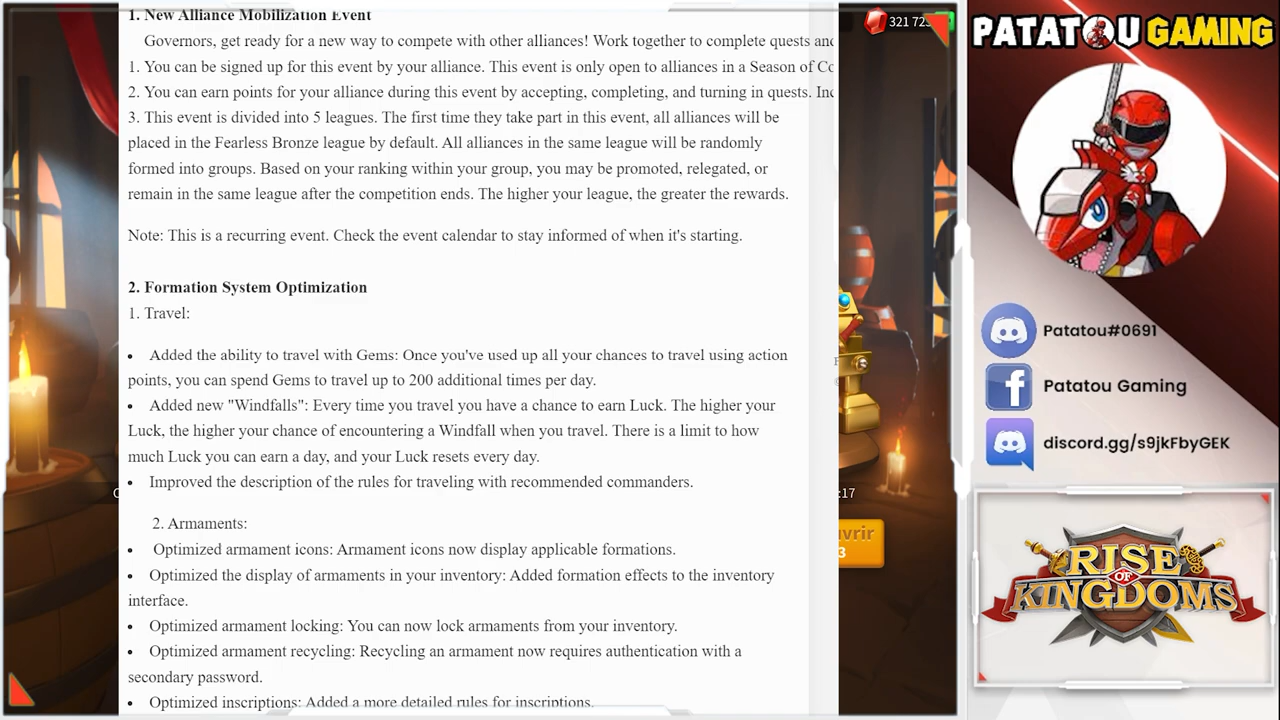 1. New Alliance Mobilization Event
Governors, get ready for a new way to compete with other alliances! Work together to complete quests and
1. You can be signed up for this event by your alliance. This event is only open to alliances in a Season of
2. You can earn points for your alliance during this event by accepting, completing, and turning in quests.
3. This event is divided into 5 leagues. The first time they take part in this event, all alliances will be
placed in the Fearless Bronze league by default. All alliances in the same league will be randomly
formed into groups. Based on your ranking within your group, you may be promoted, relegated, or
remain in the same league after the competition ends. The higher your league, the greater the rewards.
Note: This is a recurring event. Check the event calendar to stay informed of when it's starting.
2. Formation System Optimization
1. Travel:
• Added the ability to travel with Gems: Once you've used up all your chances to travel using action
points, you can spend Gems to travel up to 200 additional times per day.
• Added new "Windfalls": Every time you travel you have a chance to earn Luck. The higher your
Luck, the higher your chance of encountering a Windfall when you travel. There is a limit to how
much Luck you can earn a day, and your Luck resets every day.
• Improved the description of the rules for traveling with recommended commanders.
2. Armaments:
• Optimized armament icons: Armament icons now display applicable formations.
• Optimized the display of armaments in your inventory: Added formation effects to the inventory
interface.
• Optimized armament locking: You can now lock armaments from your inventory.
• Optimized armament recycling: Recycling an armament now requires authentication with a
secondary password.
• Optimized inscriptions: Added a more detailed rules for inscriptions.
:17
3
PATATOU GAMING
Patatou#0691
Patatou Gaming
discord.gg/s9jkFbyGEK
RISE
OF
KINGDOMS